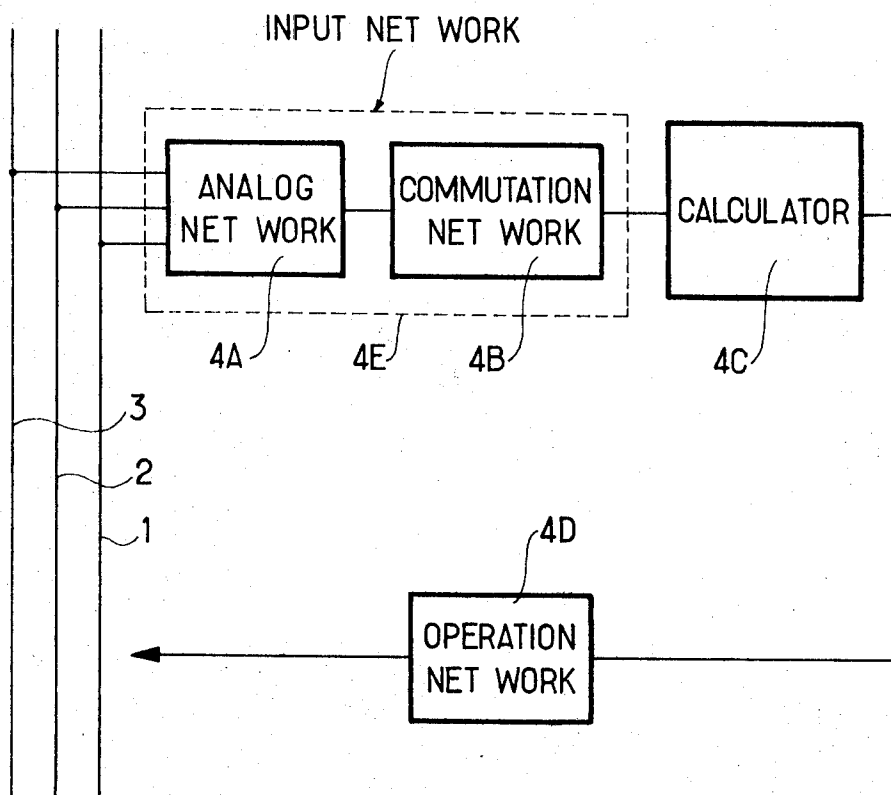 INPUT NET WORK
ANALOG
NET WORK
COMMUTATION
NET WORK
CALCULATOR
4A
4E
4B
4C
3
2
1
4D
OPERATION
NET WORK